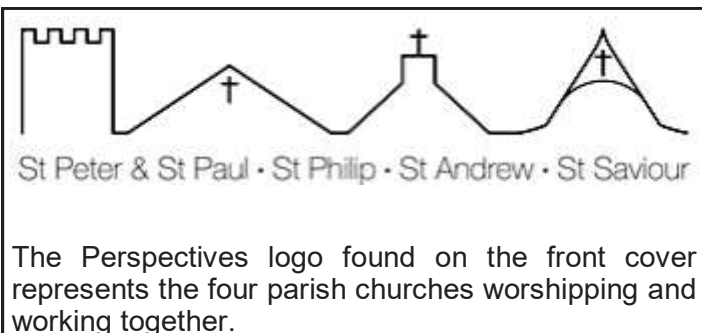 St Peter & St Paul · St Philip · St Andrew · St Saviour
The Perspectives logo found on the front cover
represents the four parish churches worshipping and
working together.